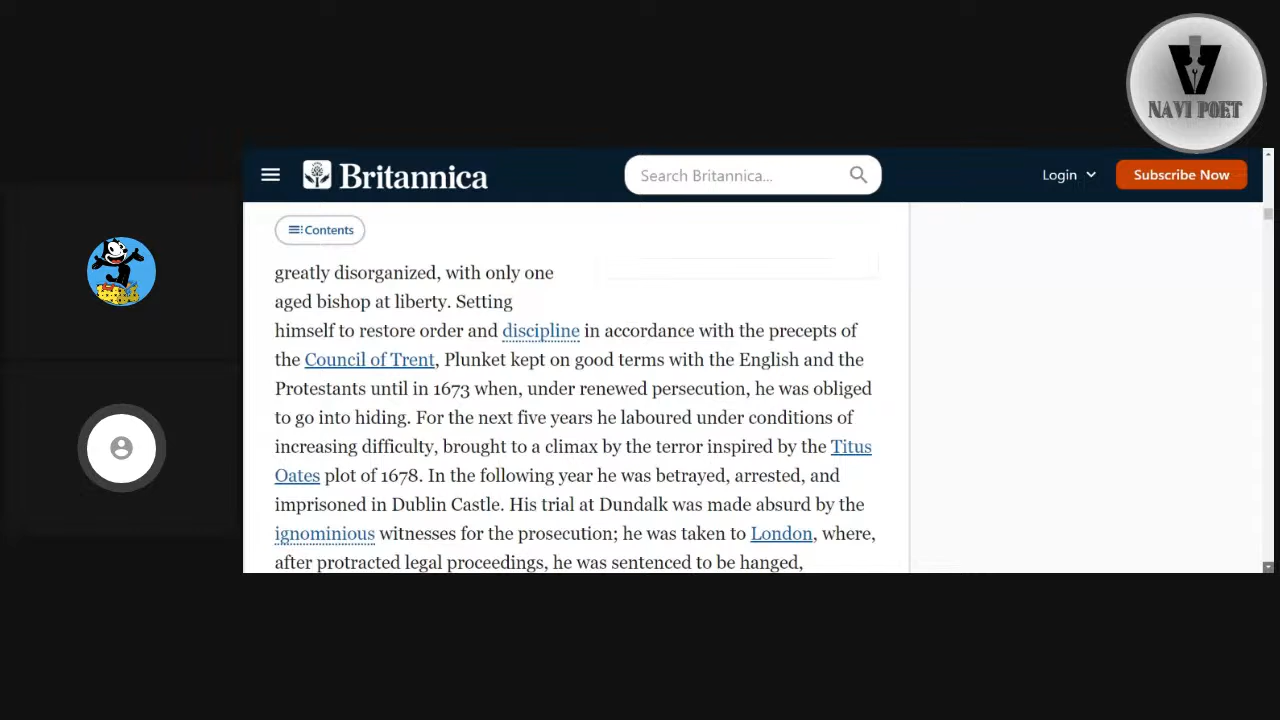 NAVI POET
Britannica
Search Britannica...
Login
Subscribe Now
Contents
greatly disorganized, with only one
aged bishop at liberty. Setting
himself to restore order and discipline in accordance with the precepts of
the Council of Trent, Plunket kept on good terms with the English and the
Protestants until in 1673 when, under renewed persecution, he was obliged
to go into hiding. For the next five years he laboured under conditions of
increasing difficulty, brought to a climax by the terror inspired by the Titus
Oates plot of 1678. In the following year he was betrayed, arrested, and
imprisoned in Dublin Castle. His trial at Dundalk was made absurd by the
ignominious witnesses for the prosecution; he was taken to London, where,
after protracted legal proceedings, he was sentenced to be hanged,